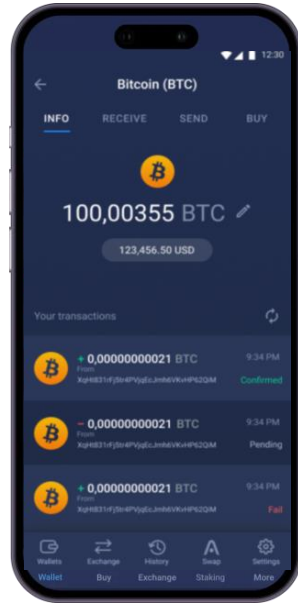 12:30
Bitcoin (BTC)
INFO RECEIVE SEND BUY
100,00355 BTC
123,456.50 USD
Your transactions
+ 0,00000000021 BTC 9:34 PM
From
Confirmed
− 0,00000000021 BTC 9:34 PM
From
Pending
+ 0,00000000021 BTC 9:34 PM
From
Fail
Wallets Exchange History Swap Settings
Wallet Buy Exchange Staking More